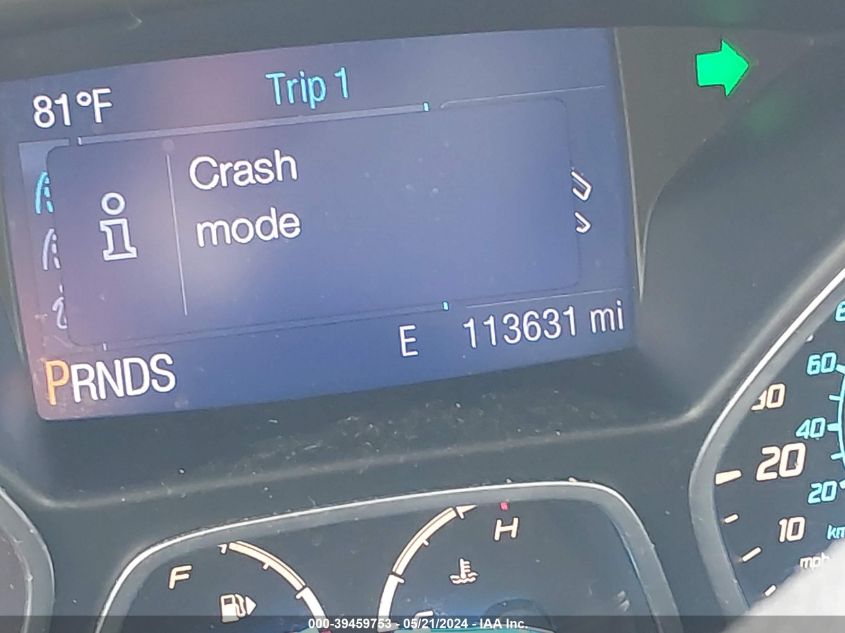 81°F
Trip 1
Crash
mode
PRNDS
E
113631 mi
F
H
60
30
40
20
20
10
mph
000-39459753 - 05/21/2024 - IAA Inc.